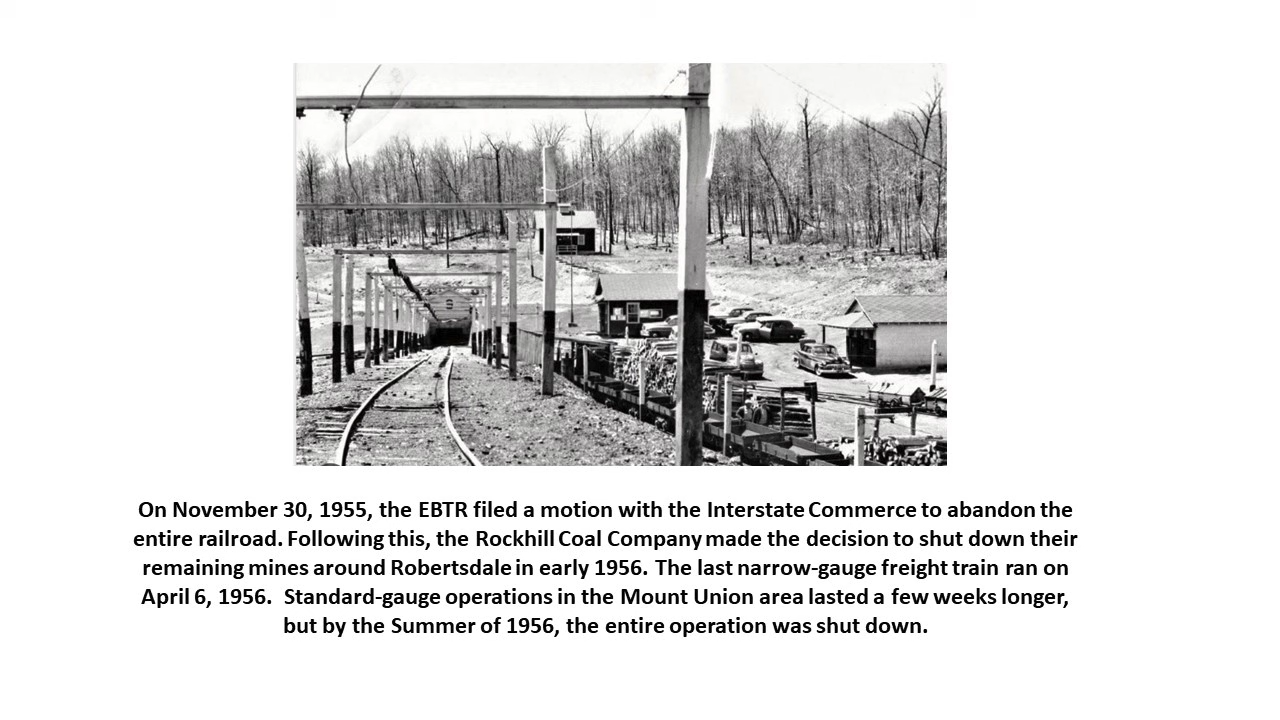 On November 30, 1955, the EBTR filed a motion with the Interstate Commerce to abandon the
entire railroad. Following this, the Rockhill Coal Company made the decision to shut down their
remaining mines around Robertsdale in early 1956. The last narrow-gauge freight train ran on
April 6, 1956. Standard-gauge operations in the Mount Union area lasted a few weeks longer,
but by the Summer of 1956, the entire operation was shut down.